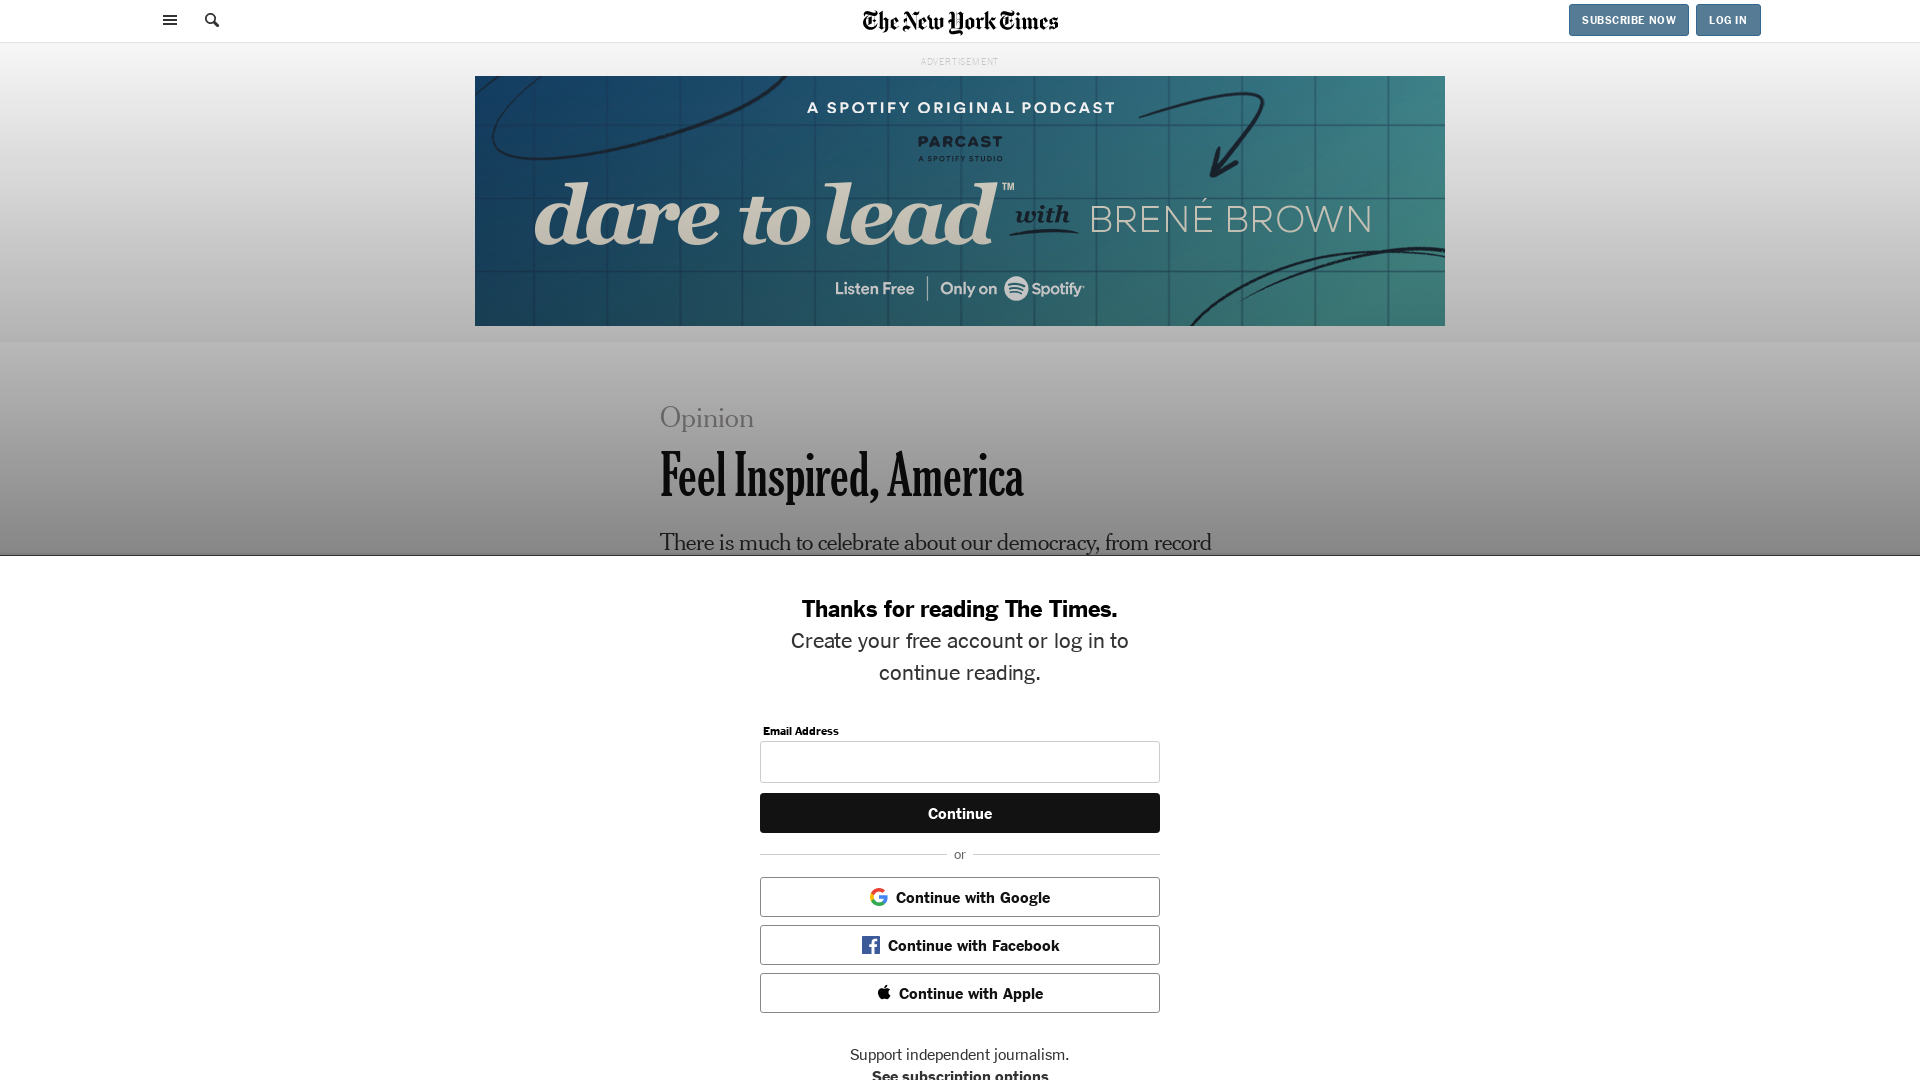 The New York Times
SUBSCRIBE NOW
LOG IN
ADVERTISEMENT
A SPOTIFY ORIGINAL PODCAST
PARCAST
A SPOTIFY STUDIO
dare to lead™ with BRENÉ BROWN
Listen Free | Only on Spotify
Opinion
Feel Inspired, America
There is much to celebrate about our democracy, from record
Thanks for reading The Times.
Create your free account or log in to
continue reading.
Email Address
Continue
or
Continue with Google
Continue with Facebook
Continue with Apple
Support independent journalism.
See subscription options